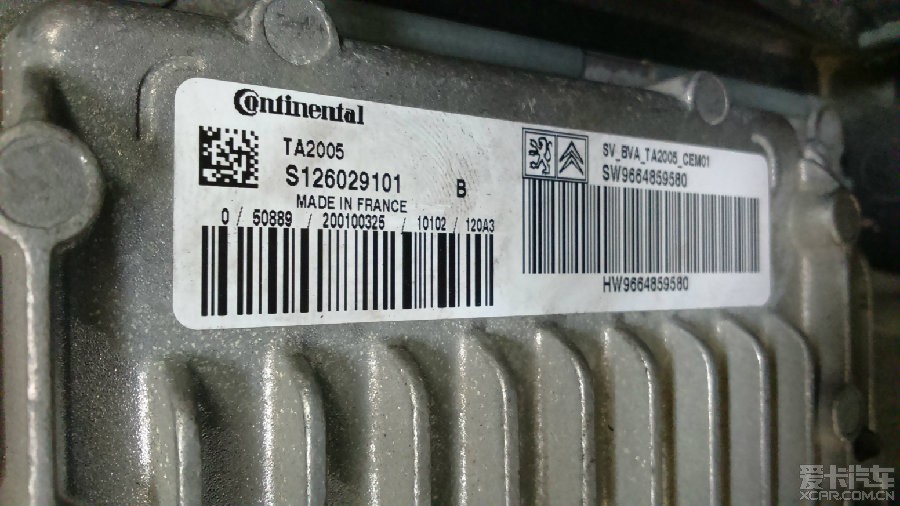 Continental
TA2005
S126029101 B
MADE IN FRANCE
0 / 50889 / 200100325 / 10102 / 120A3
SV_BVA_TA2005_CEM01
SW9664859580
HW9664859580
爱卡汽车
XCAR.COM.CN